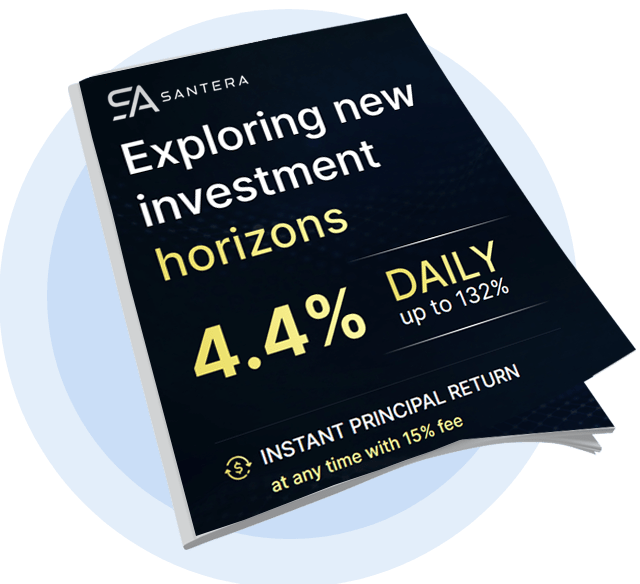 SA SANTERA
Exploring new
investment
horizons
4.4% DAILY
up to 132%
INSTANT PRINCIPAL RETURN
at any time with 15% fee